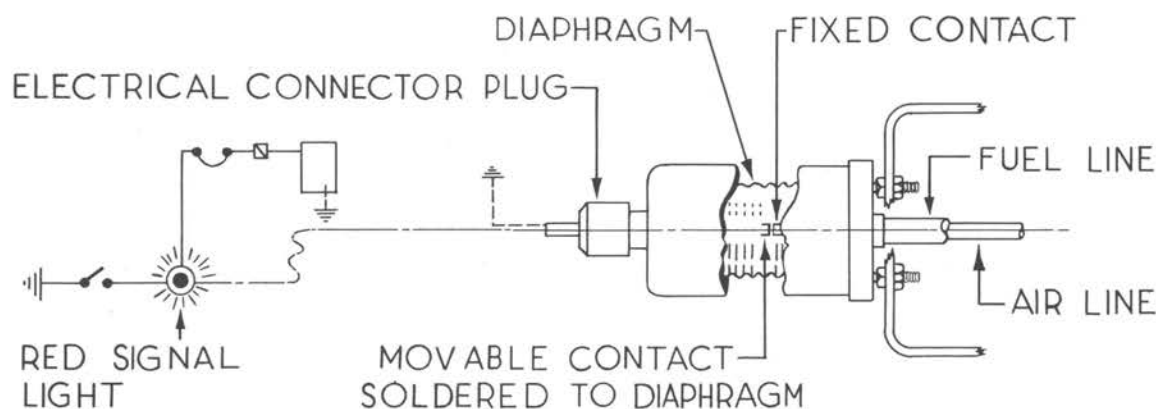 DIAPHRAGM
FIXED CONTACT
ELECTRICAL CONNECTOR PLUG
FUEL LINE
AIR LINE
RED SIGNAL
LIGHT
MOVABLE CONTACT
SOLDERED TO DIAPHRAGM